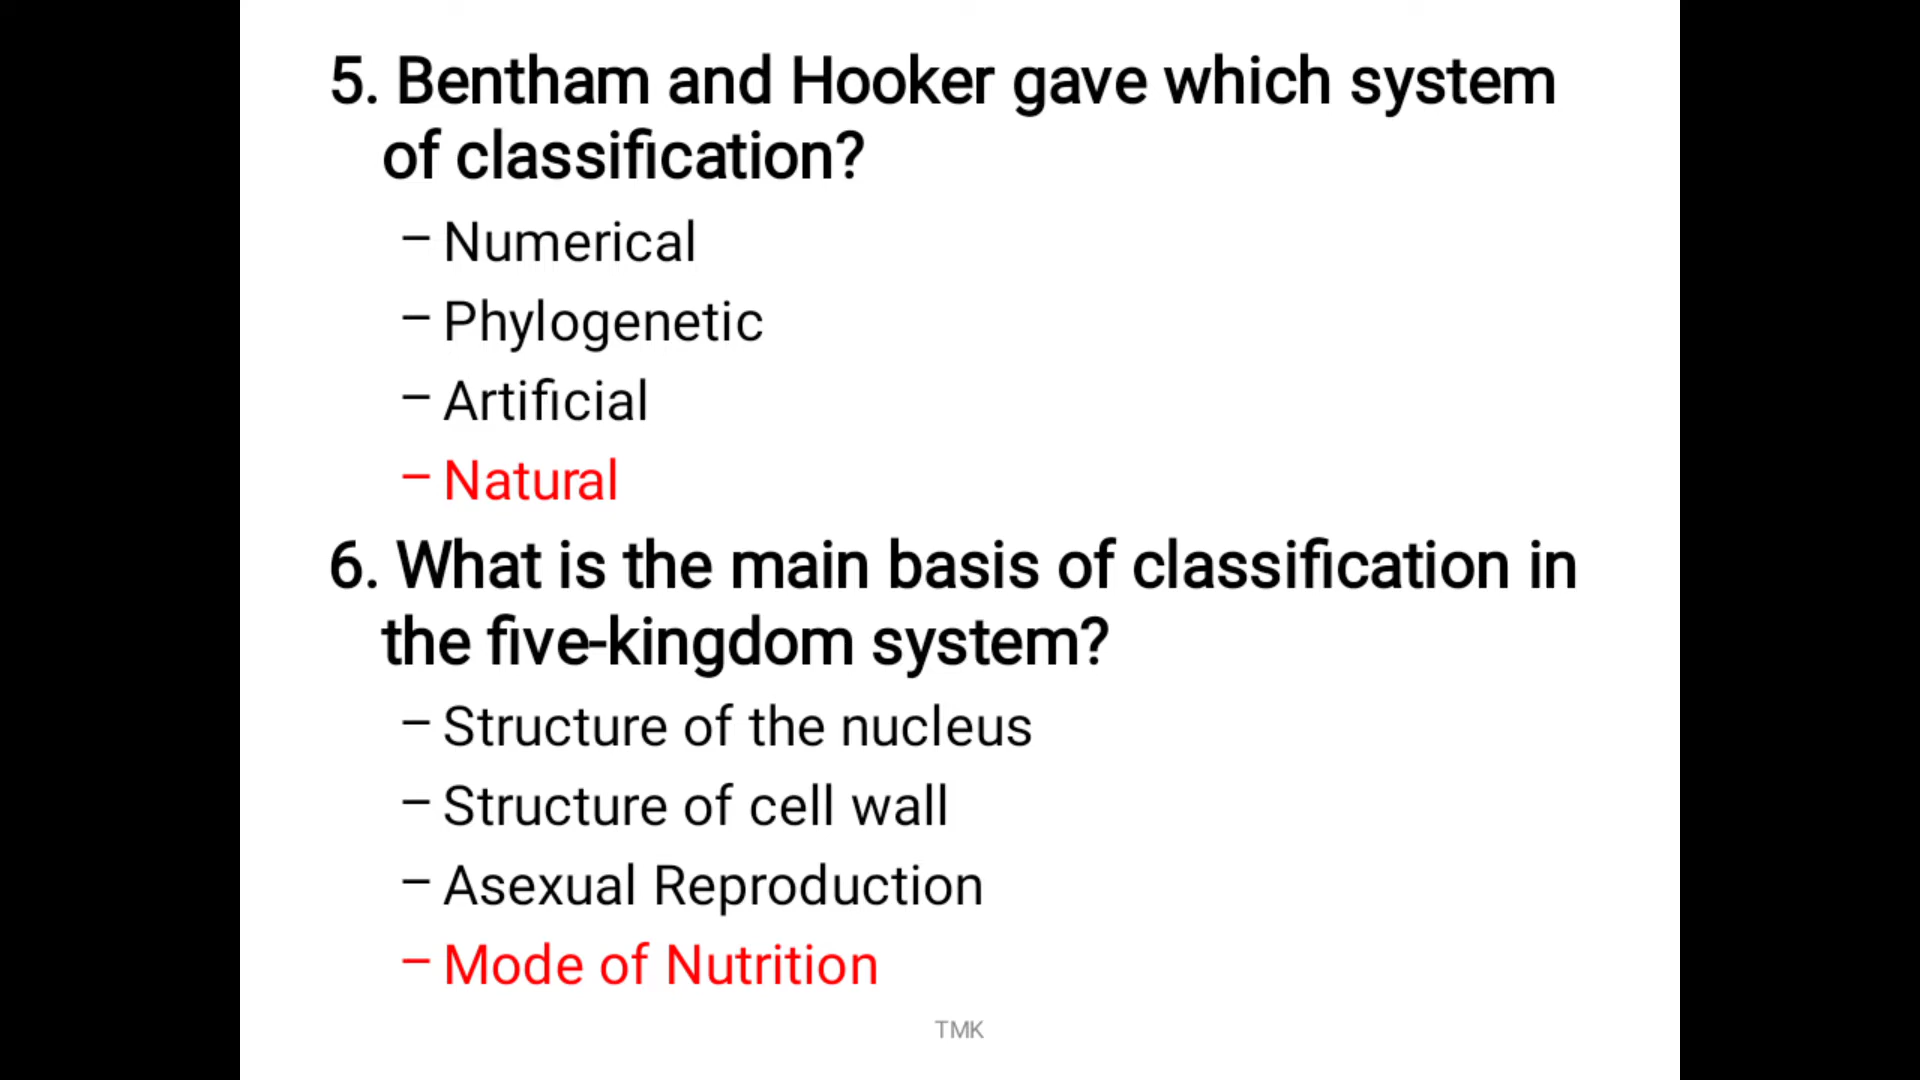 5. Bentham and Hooker gave which system
of classification?
– Numerical
– Phylogenetic
– Artificial
– Natural
6. What is the main basis of classification in
the five-kingdom system?
– Structure of the nucleus
– Structure of cell wall
– Asexual Reproduction
– Mode of Nutrition
TMK